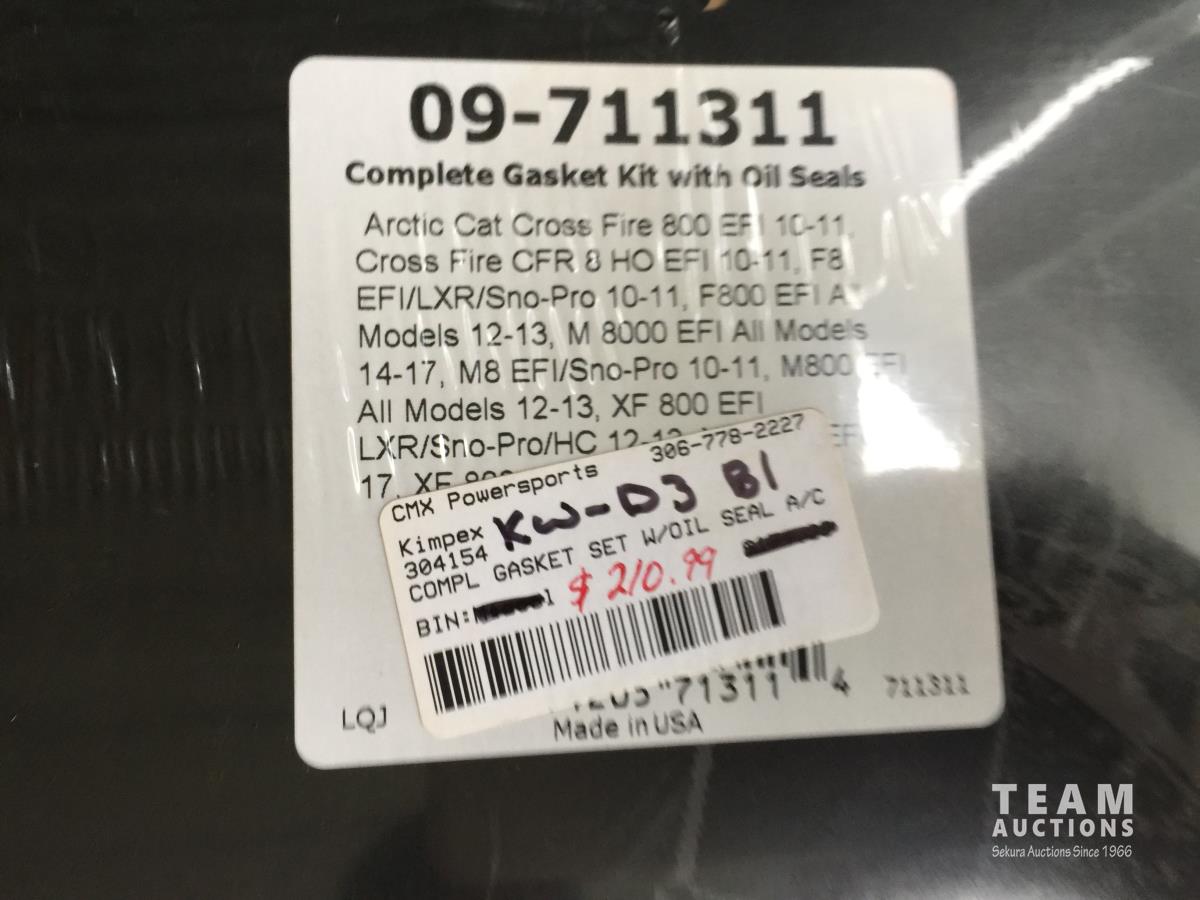 09-711311
Complete Gasket Kit with Oil Seals
Arctic Cat Cross Fire 800 EFI 10-11,
Cross Fire CFR 8 HO EFI 10-11, F8
EFI/LXR/Sno-Pro 10-11, F800 EFI
Models 12-13, M 8000 EFI All Models
14-17, M8 EFI/Sno-Pro 10-11, M800 EFI
All Models 12-13, XF 800 EFI
LXR/Sno-Pro/HC
17, XF
CMX Powersports 306-778-2227
Kimpex KW-D3 B1
304154
COMPL GASKET SET W/OIL SEAL A/C
BIN: $210.99
71311 4 711311
LQJ
Made in USA
TEAM
AUCTIONS
Sekura Auctions Since 1966